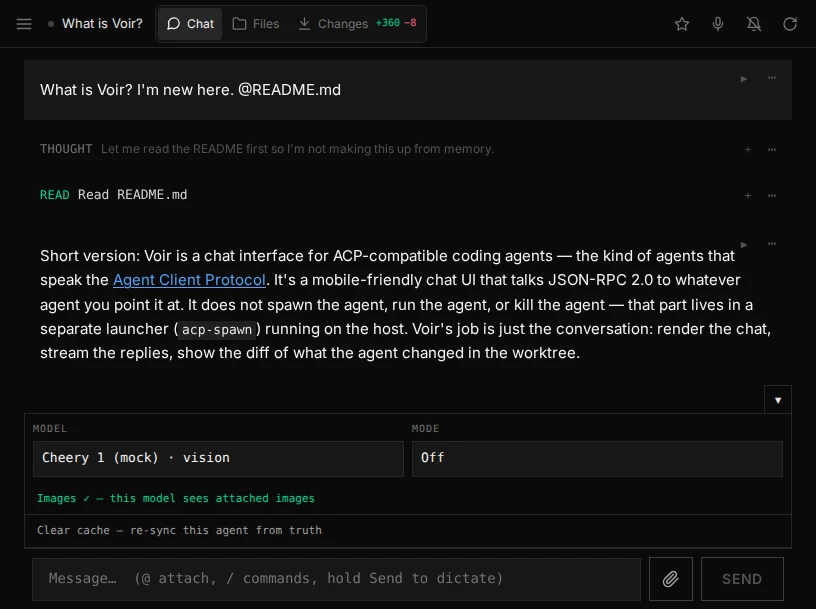 What is Voir?
Chat
Files
Changes +360 −8
What is Voir? I'm new here. @README.md
THOUGHT Let me read the README first so I'm not making this up from memory.
READ Read README.md
Short version: Voir is a chat interface for ACP-compatible coding agents — the kind of agents that
speak the Agent Client Protocol. It's a mobile-friendly chat UI that talks JSON-RPC 2.0 to whatever
agent you point it at. It does not spawn the agent, run the agent, or kill the agent — that part lives in a
separate launcher (acp-spawn) running on the host. Voir's job is just the conversation: render the chat,
stream the replies, show the diff of what the agent changed in the worktree.
MODEL
Cheery 1 (mock) · vision
MODE
Off
Images ✓ — this model sees attached images
Clear cache — re-sync this agent from truth
Message… (@ attach, / commands, hold Send to dictate)
SEND